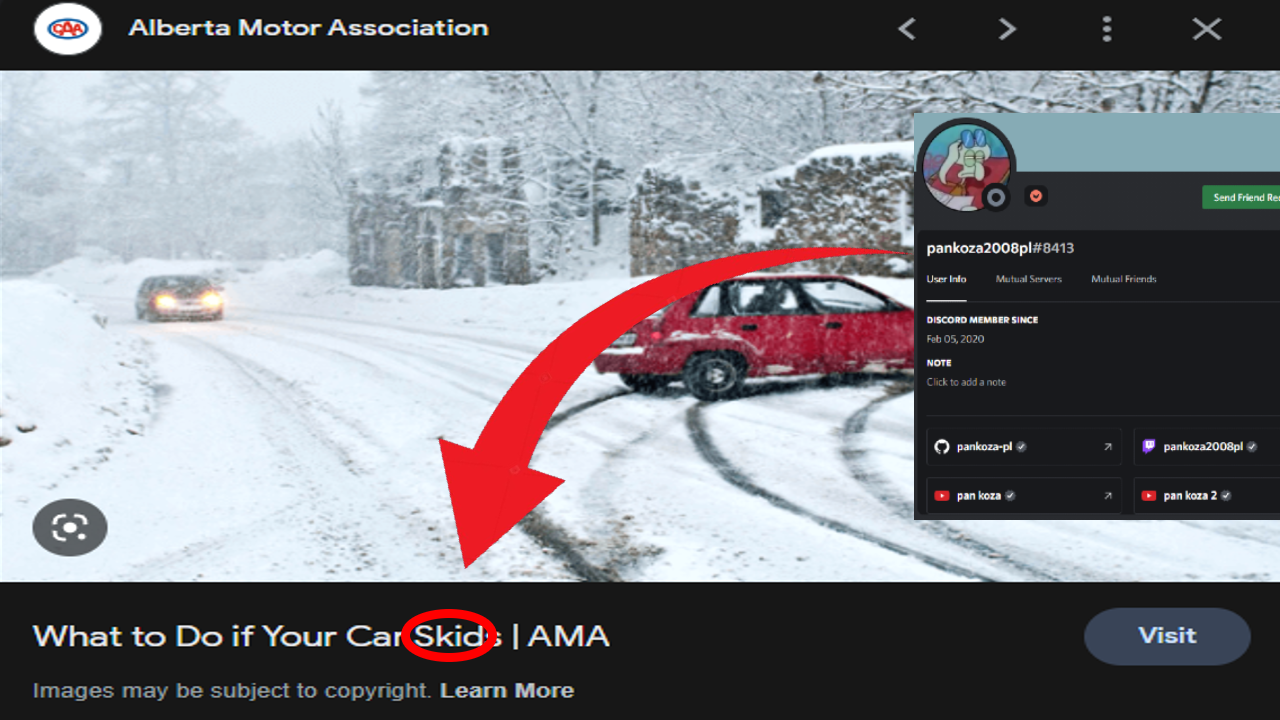 CAA
Alberta Motor Association
Send Friend Re
pankoza2008pl#8413
User Info Mutual Servers Mutual Friends
DISCORD MEMBER SINCE
Feb 05, 2020
NOTE
Click to add a note
pankoza-pl pankoza2008pl
pan koza pan koza 2
What to Do if Your Car Skids | AMA
Visit
Images may be subject to copyright. Learn More